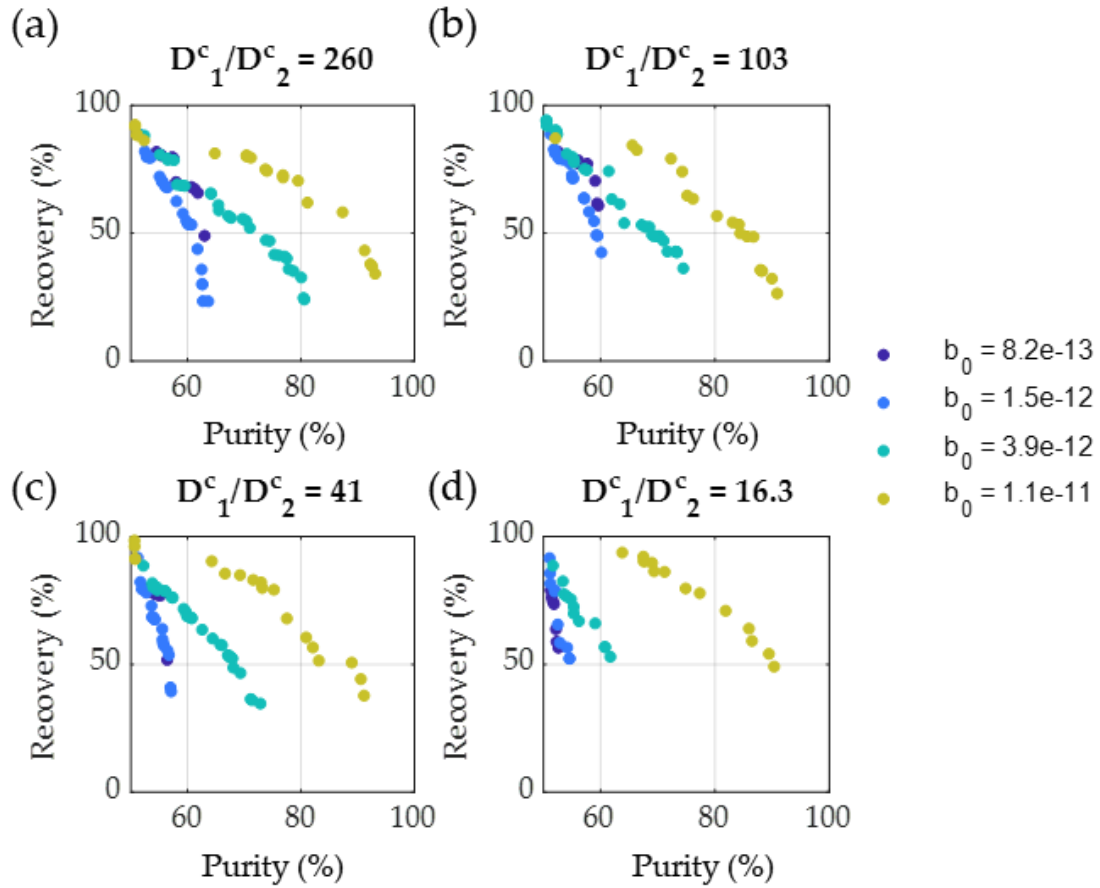 (a)
D^c_1/D^c_2 = 260
100
50
0
Recovery (%)
60 80 100
Purity (%)
(b)
D^c_1/D^c_2 = 103
100
50
0
Recovery (%)
60 80 100
Purity (%)
b_0 = 8.2e-13
b_0 = 1.5e-12
b_0 = 3.9e-12
b_0 = 1.1e-11
(c)
D^c_1/D^c_2 = 41
100
50
0
Recovery (%)
60 80 100
Purity (%)
(d)
D^c_1/D^c_2 = 16.3
100
50
0
Recovery (%)
60 80 100
Purity (%)